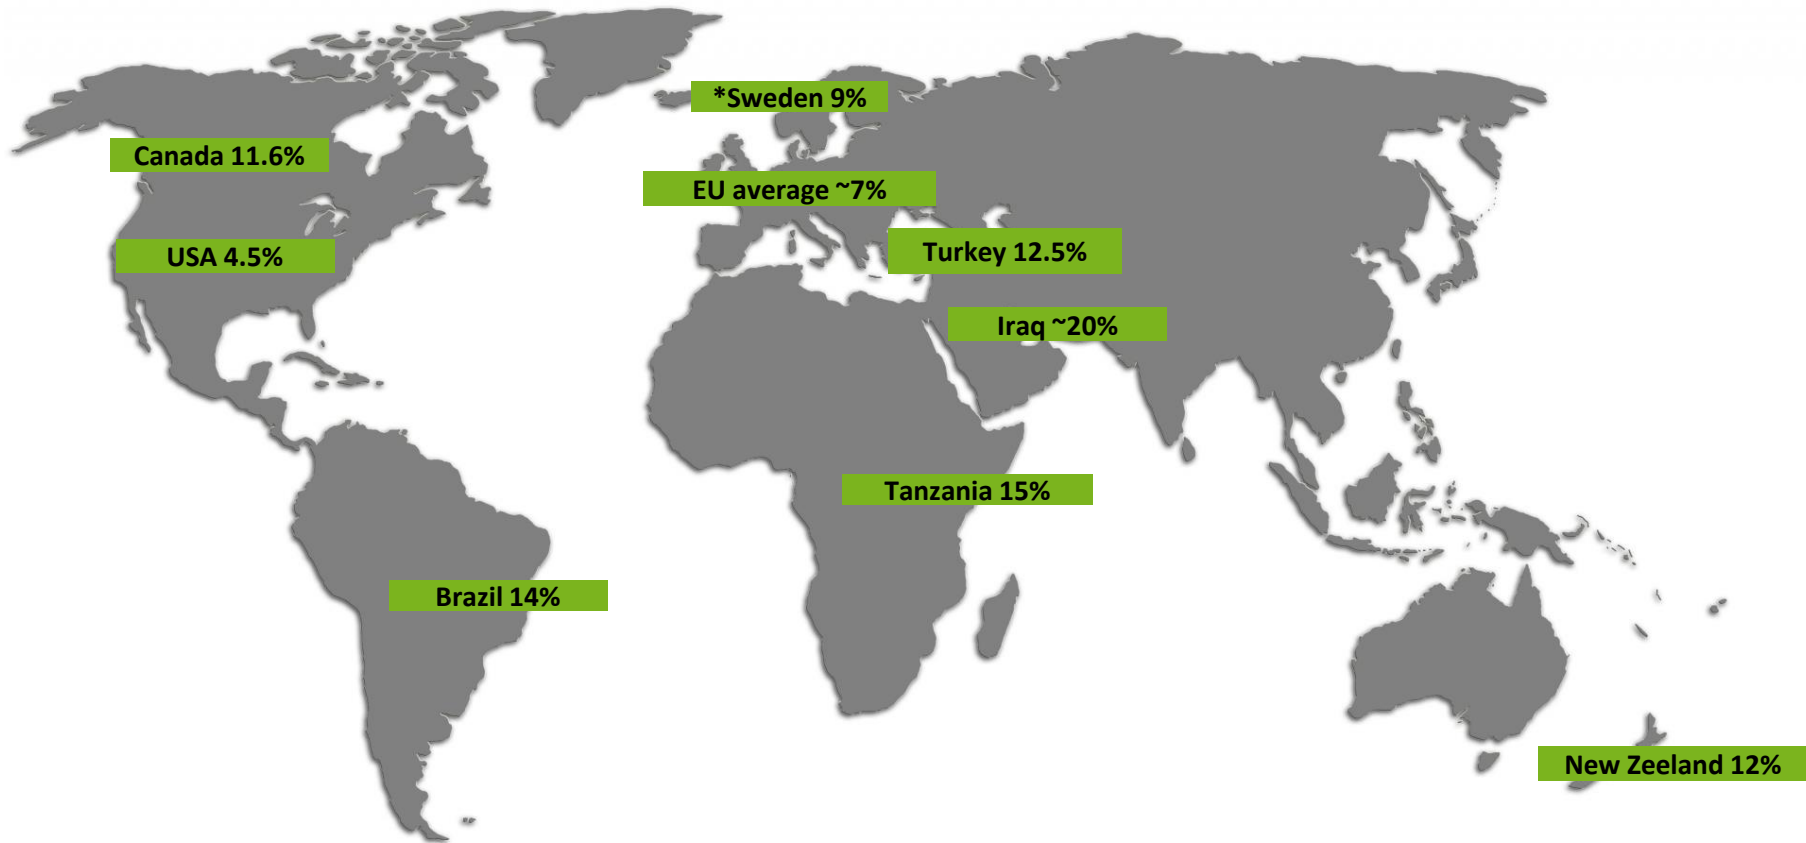 *Sweden 9%
Canada 11.6%
EU average ~7%
USA 4.5%
Turkey 12.5%
Iraq ~20%
Tanzania 15%
Brazil 14%
New Zeeland 12%